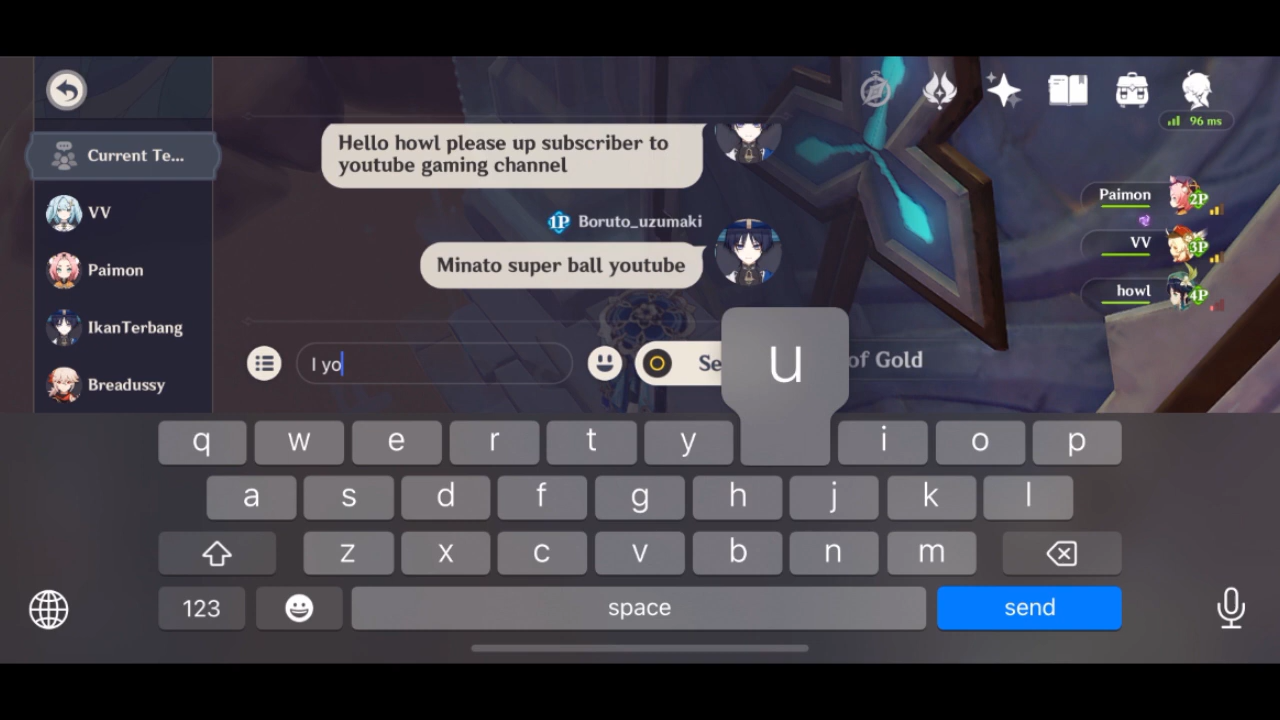 96 ms
Current Te...
VV
Paimon
IkanTerbang
Breadussy
Hello howl please up subscriber to
youtube gaming channel
1P Boruto_uzumaki
Minato super ball youtube
Paimon 2P
VV 3P
howl 4P
I yo
Se
of Gold
u
q w e r t y i o p
a s d f g h j k l
z x c v b n m
123 space send